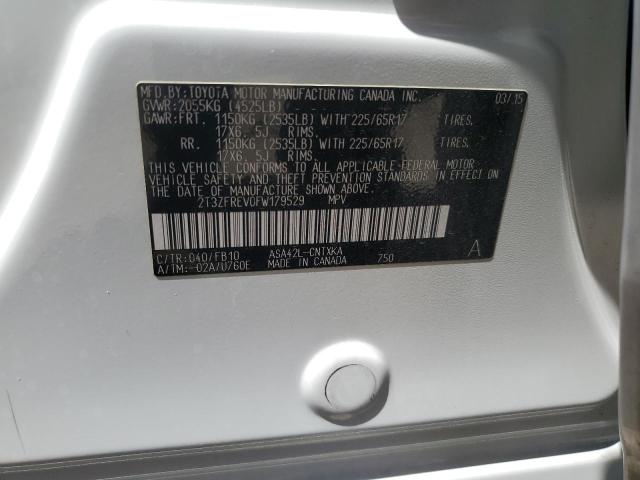 MFD.BY:TOYOTA MOTOR MANUFACTURING CANADA INC. 03/15
GVWR:2055KG (4525LB)
GAWR:FRT. 1150KG (2535LB) WITH 225/65R17 TIRES.
17X6.5J RIMS.
RR. 1150KG (2535LB) WITH 225/65R17 TIRES.
17X6.5J RIMS.
THIS VEHICLE CONFORMS TO ALL APPLICABLE FEDERAL MOTOR
VEHICLE SAFETY AND THEFT PREVENTION STANDARDS IN EFFECT ON
THE DATE OF MANUFACTURE SHOWN ABOVE.
2T3ZFREV0FW179529 MPV
C/TR:040/FB10 ASA42L-CNTXKA 750 A
A/TM:-02A/U760E MADE IN CANADA